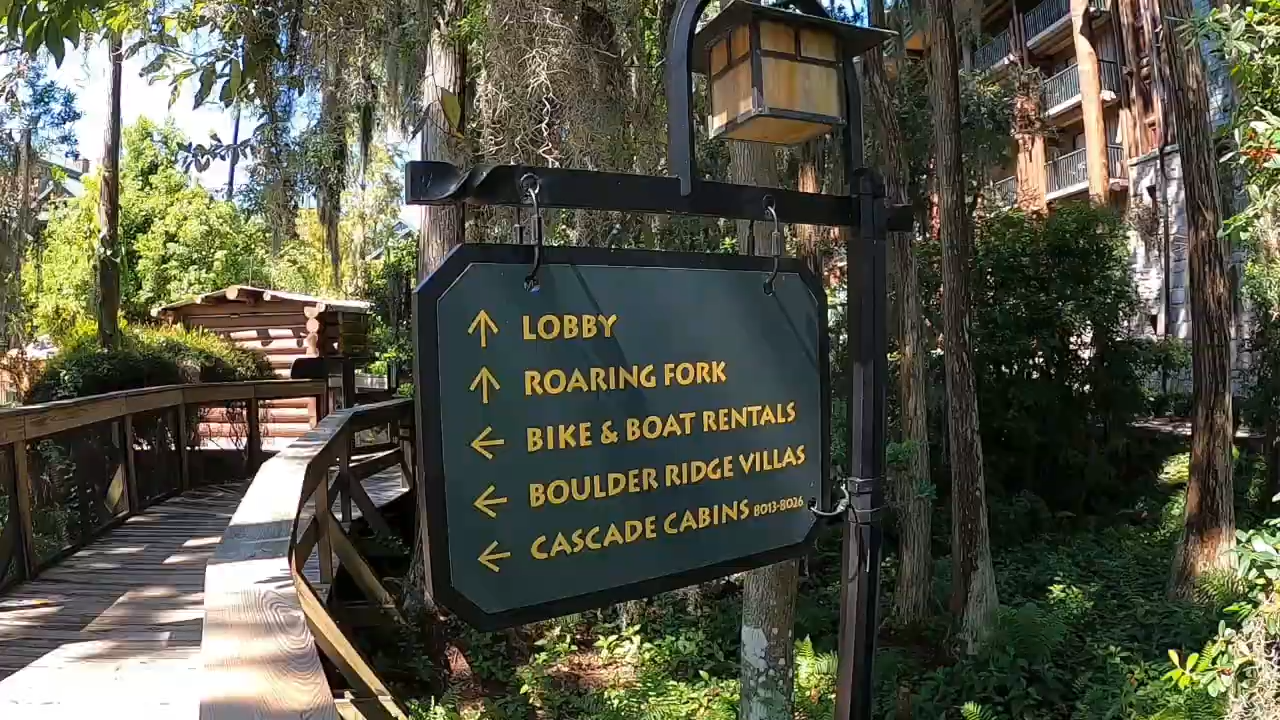 ↑ LOBBY
↑ ROARING FORK
← BIKE & BOAT RENTALS
← BOULDER RIDGE VILLAS
← CASCADE CABINS 8013-8026